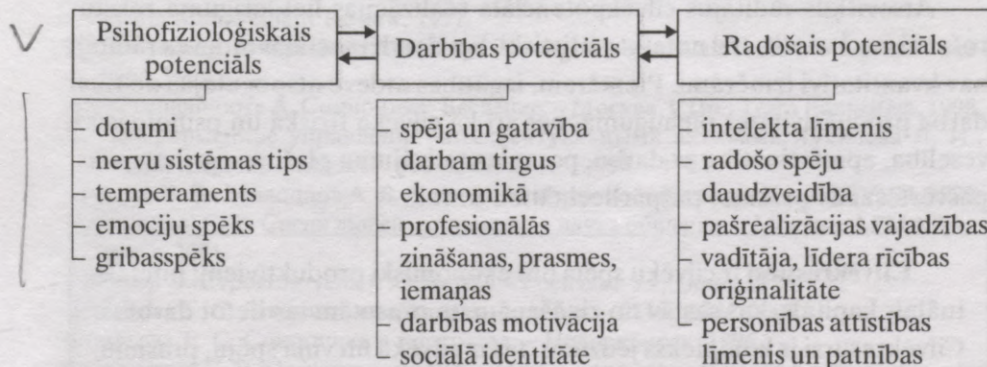 Psihofizioloģiskais
potenciāls
Darbības potenciāls
Radošais potenciāls
dotumi
nervu sistēmas tips
temperaments
emociju spēks
gribasspēks
spēja un gatavība
darbam tirgus
ekonomikā
profesionālās
zināšanas, prasmes,
iemaņas
darbības motivācija
sociālā identitāte
intelekta līmenis
radošo spēju
daudzveidība
pašrealizācijas vajadzības
vadītāja, līdera rīcības
oriģinalitāte
personības attīstības
līmenis un patnības